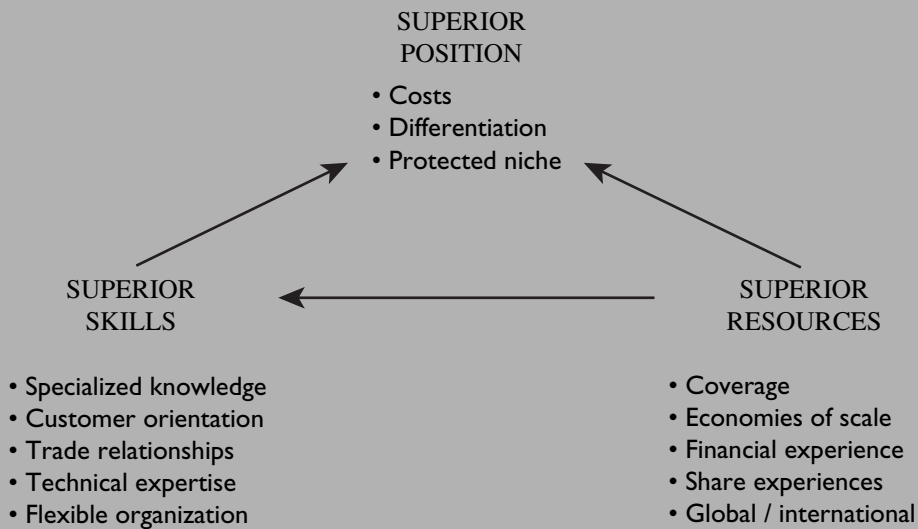 SUPERIOR
POSITION
• Costs
• Differentiation
• Protected niche
SUPERIOR
SKILLS
• Specialized knowledge
• Customer orientation
• Trade relationships
• Technical expertise
• Flexible organization
SUPERIOR
RESOURCES
• Coverage
• Economies of scale
• Financial experience
• Share experiences
• Global / international